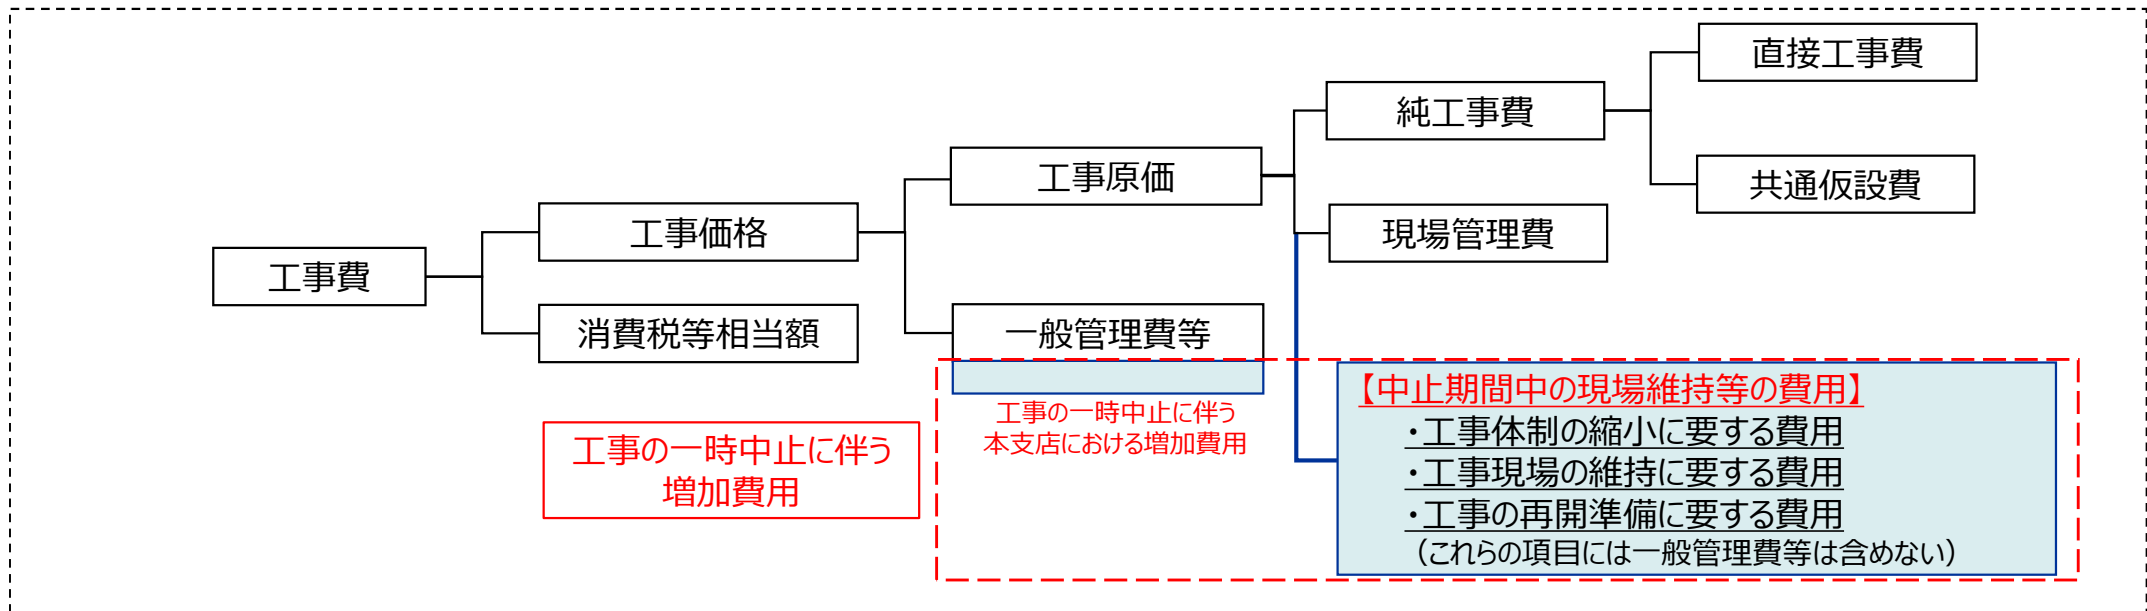 直接工事費
純工事費
共通仮設費
工事原価
現場管理費
工事価格
工事費
消費税等相当額
一般管理費等
工事の一時中止に伴う
本支店における増加費用
工事の一時中止に伴う
増加費用
【中止期間中の現場維持等の費用】
・工事体制の縮小に要する費用
・工事現場の維持に要する費用
・工事の再開準備に要する費用
（これらの項目には一般管理費等は含めない）